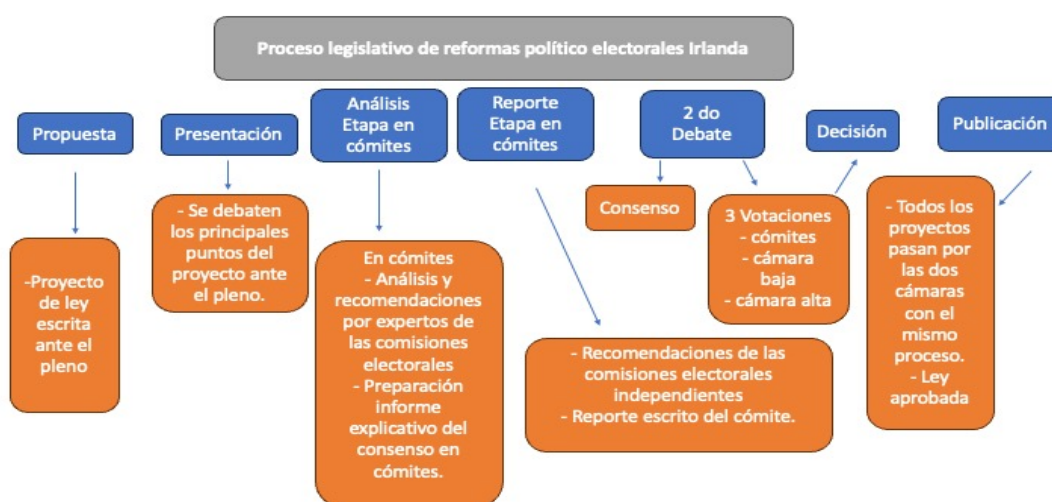 Proceso legislativo de reformas político electorales Irlanda
Propuesta
Presentación
Análisis
Etapa en
cómites
Reporte
Etapa en
cómites
2 do
Debate
Decisión
Publicación
-Proyecto
de ley
escrita
ante el
pleno
- Se debaten
los principales
puntos del
proyecto ante
el pleno.
En cómites
- Análisis y
recomendaciones
por expertos de
las comisiones
electorales
- Preparación
informe
explicativo del
consenso en
cómites.
- Recomendaciones de las
comisiones electorales
independientes
- Reporte escrito del cómite.
Consenso
3 Votaciones
- cómites
- cámara
baja
- cámara alta
- Todos los
proyectos
pasan por
las dos
cámaras
con el
mismo
proceso.
- Ley
aprobada